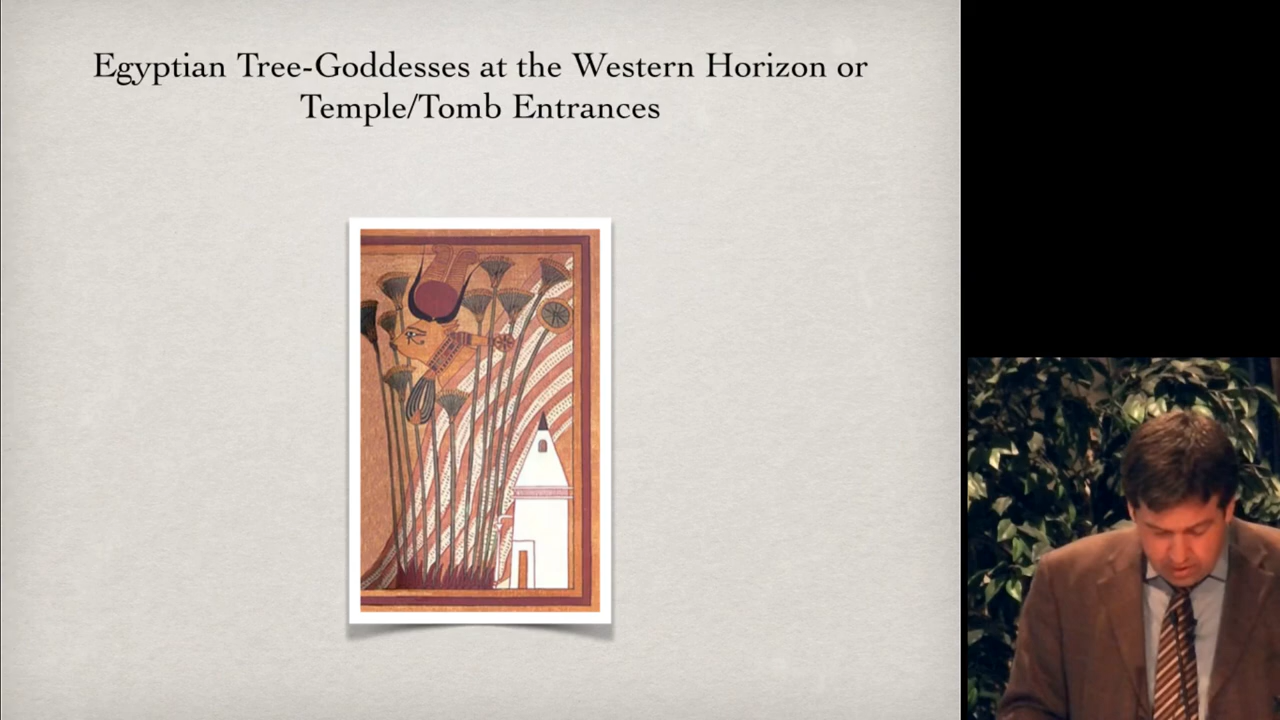 Egyptian Tree-Goddesses at the Western Horizon or
Temple/Tomb Entrances